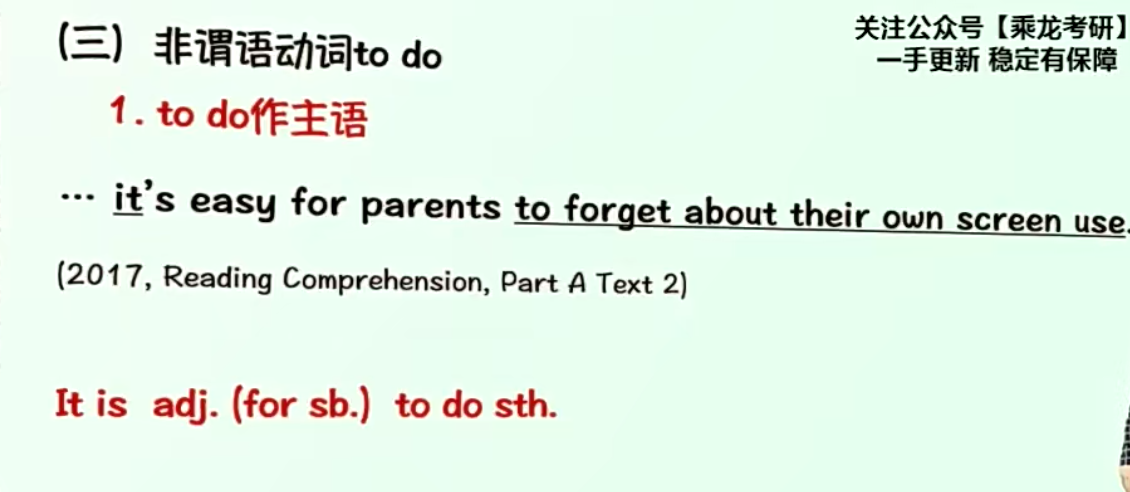 关注公众号【乘龙考研】
一手更新 稳定有保障
(三) 非谓语动词to do
1. to do作主语
… it's easy for parents to forget about their own screen use.
(2017, Reading Comprehension, Part A Text 2)
It is adj. (for sb.) to do sth.